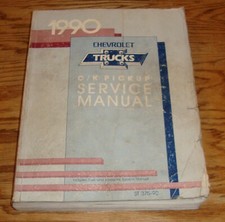 1990
CHEVROLET
TRUCKS
C/K PICKUP
SERVICE
MANUAL